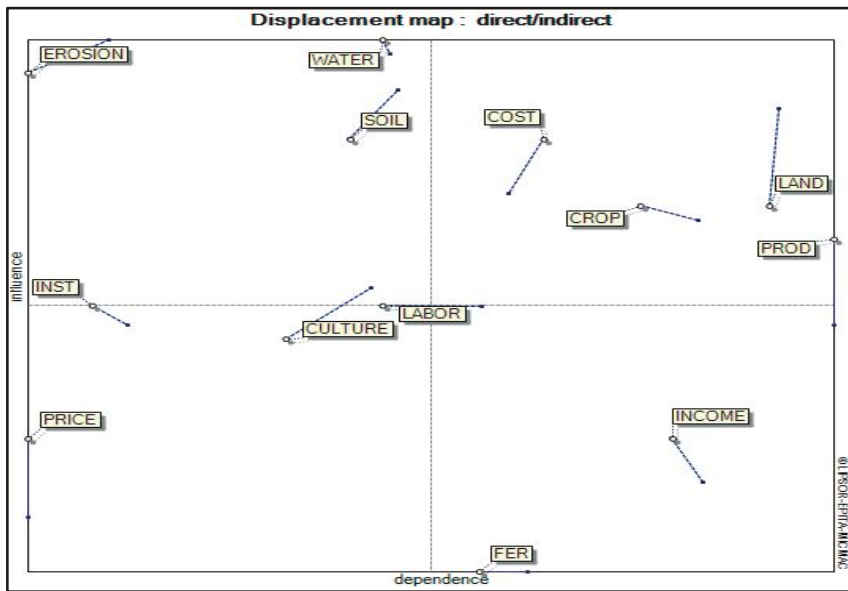 Displacement map : direct/indirect
EROSION
WATER
SOIL
COST
LAND
CROP
PROD
influence
INST
LABOR
CULTURE
PRICE
INCOME
FER
dependence
©LIPSOR-EPITA-MICMAC